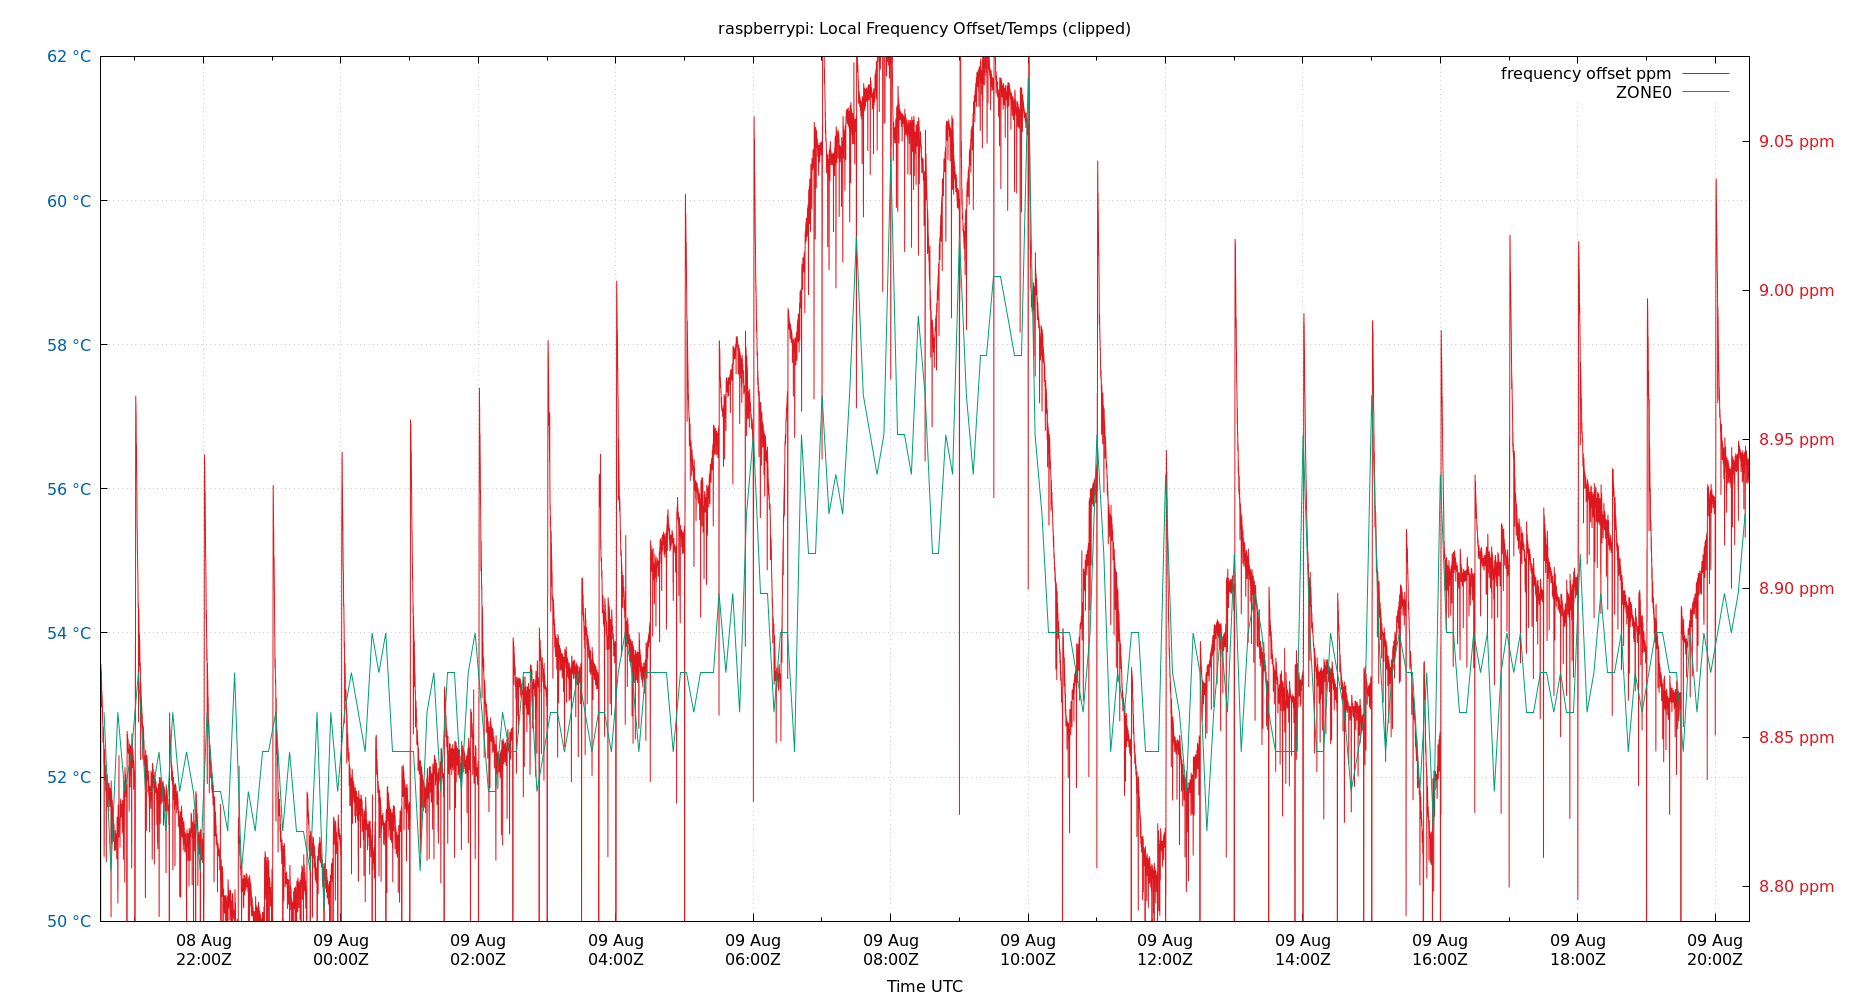 raspberrypi: Local Frequency Offset/Temps (clipped)
62 °C
60 °C
58 °C
56 °C
54 °C
52 °C
50 °C
frequency offset ppm
ZONE0
9.05 ppm
9.00 ppm
8.95 ppm
8.90 ppm
8.85 ppm
8.80 ppm
08 Aug 09 Aug 09 Aug 09 Aug 09 Aug 09 Aug 09 Aug 09 Aug 09 Aug 09 Aug 09 Aug 09 Aug
22:00Z 00:00Z 02:00Z 04:00Z 06:00Z 08:00Z 10:00Z 12:00Z 14:00Z 16:00Z 18:00Z 20:00Z
Time UTC